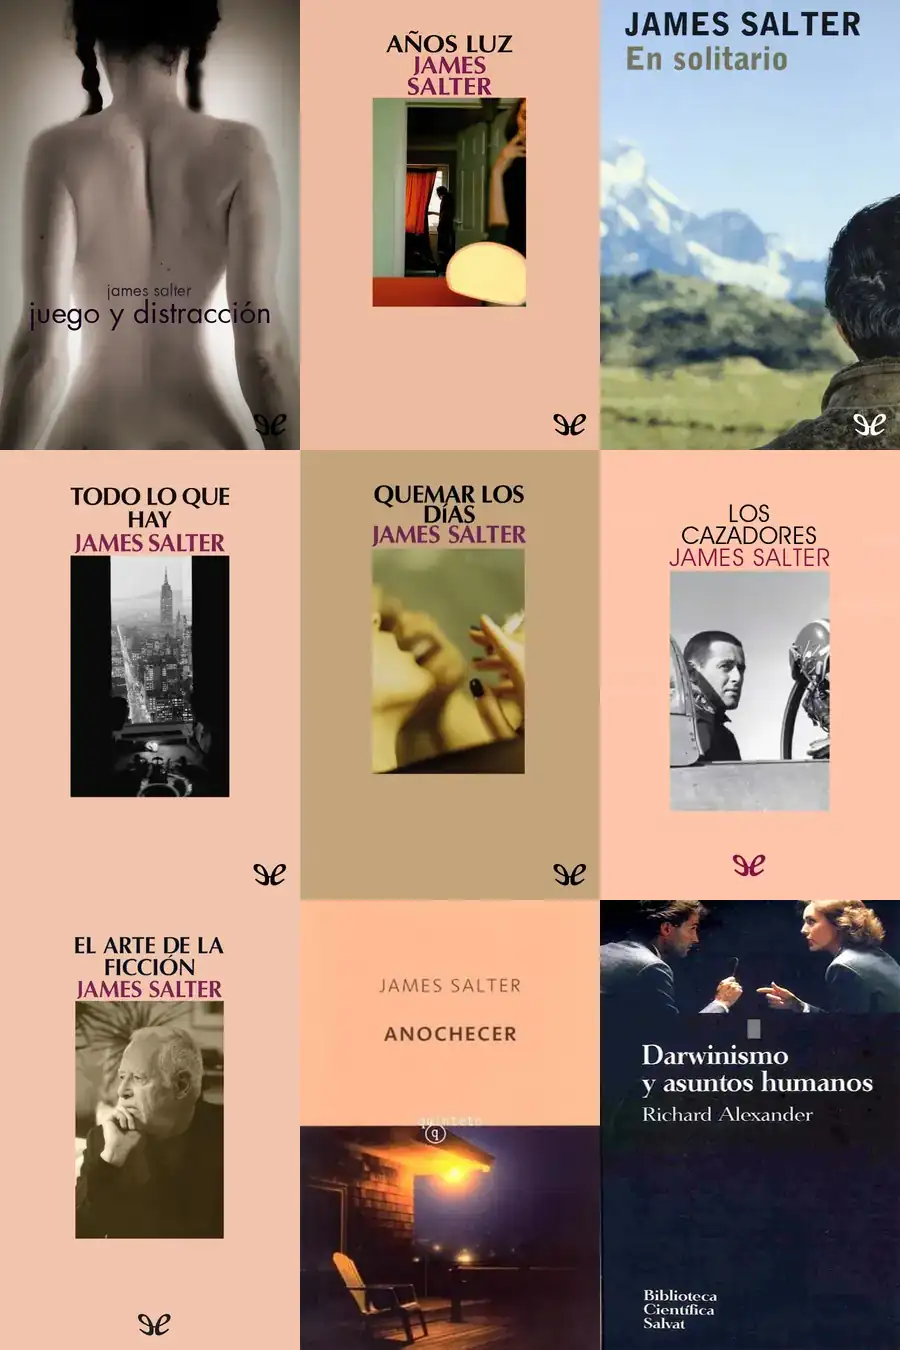 james salter
juego y distracción
AÑOS LUZ
JAMES
SALTER
JAMES SALTER
En solitario
TODO LO QUE
HAY
JAMES SALTER
QUEMAR LOS
DÍAS
JAMES SALTER
LOS
CAZADORES
JAMES SALTER
EL ARTE DE LA
FICCIÓN
JAMES SALTER
JAMES SALTER
ANOCHECER
quinteto
q
Darwinismo
y asuntos humanos
Richard Alexander
Biblioteca
Científica
Salvat